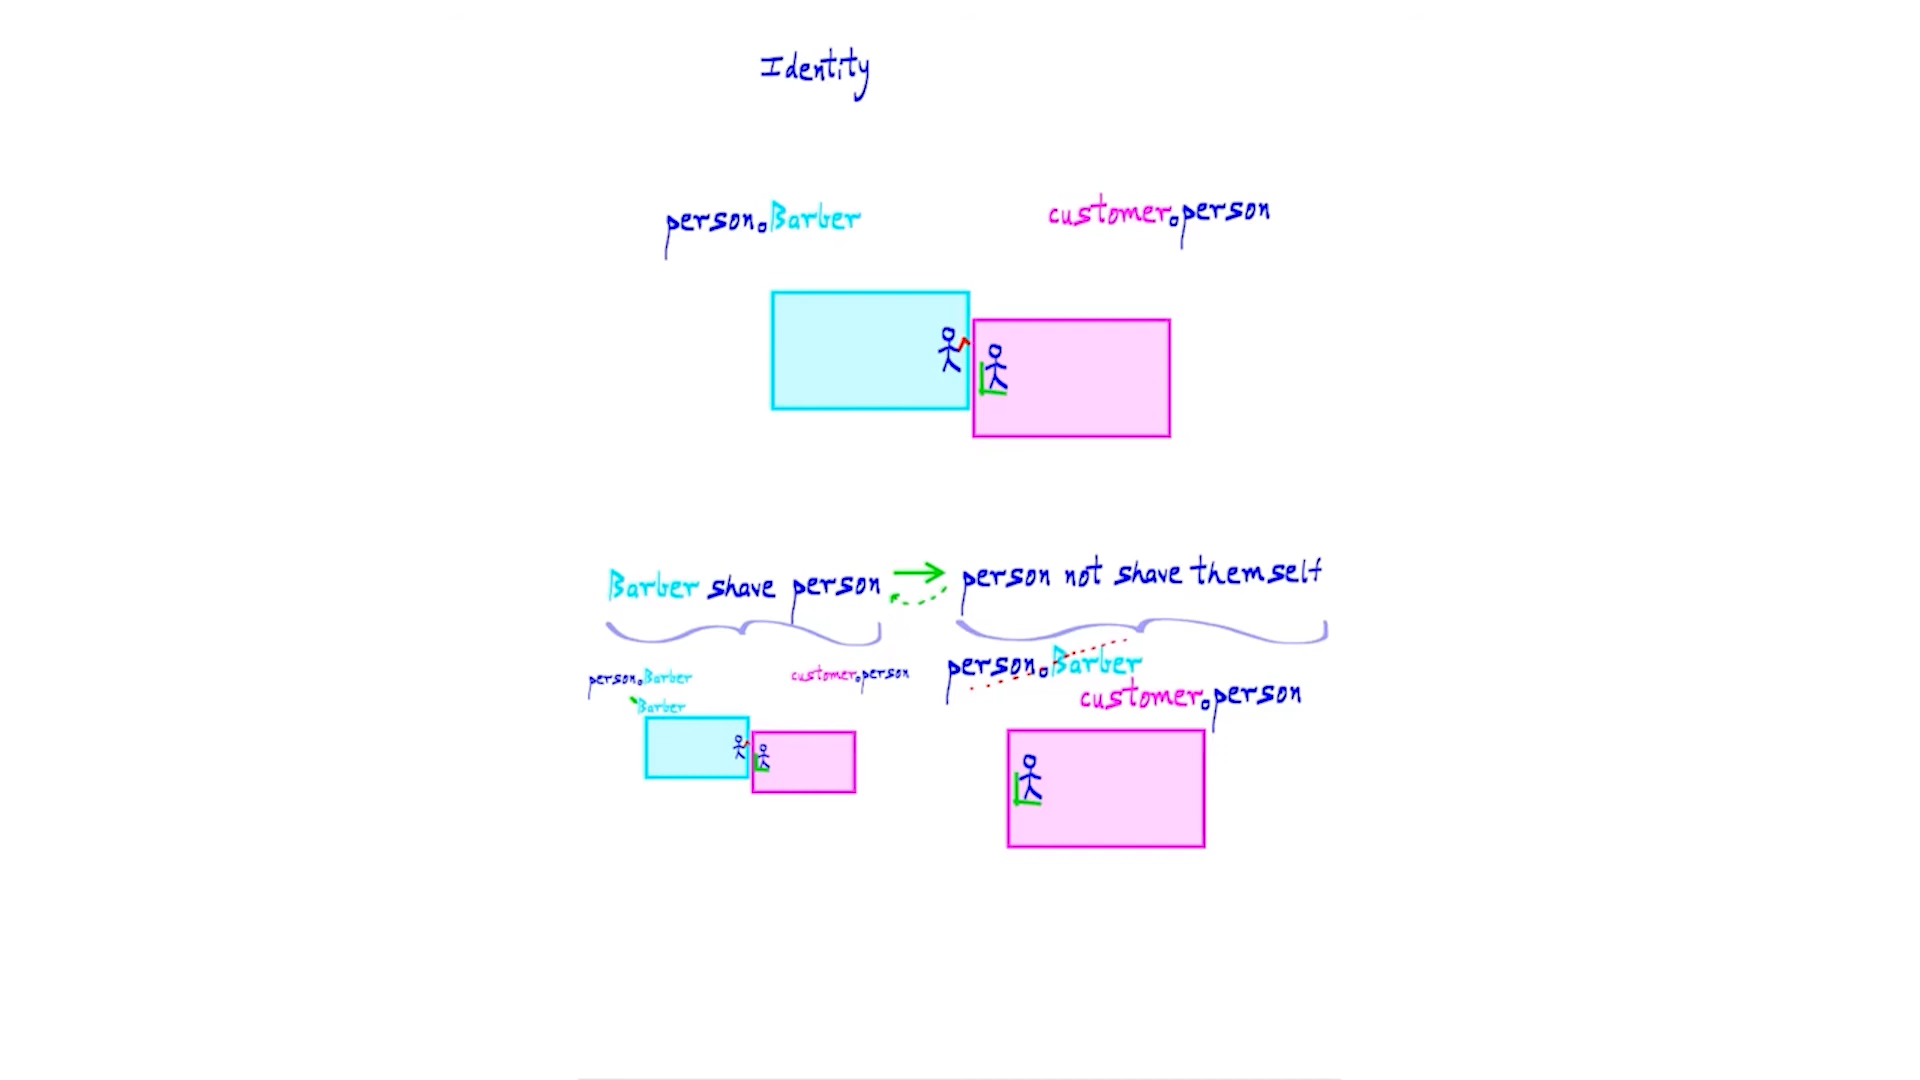 Identity
person.Barber
customer.person
Barber shave person → person not shave themself
person.Barber
customer.person
Barber
person.Barber
customer.person